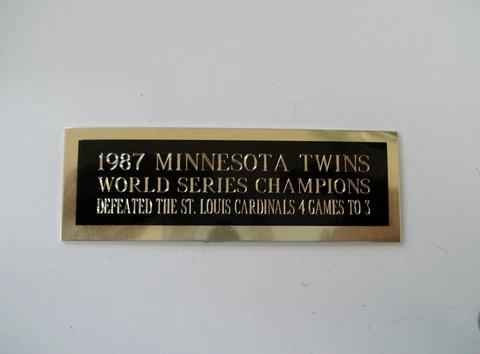 1987 MINNESOTA TWINS
WORLD SERIES CHAMPIONS
DEFEATED THE ST. LOUIS CARDINALS 4 GAMES TO 3